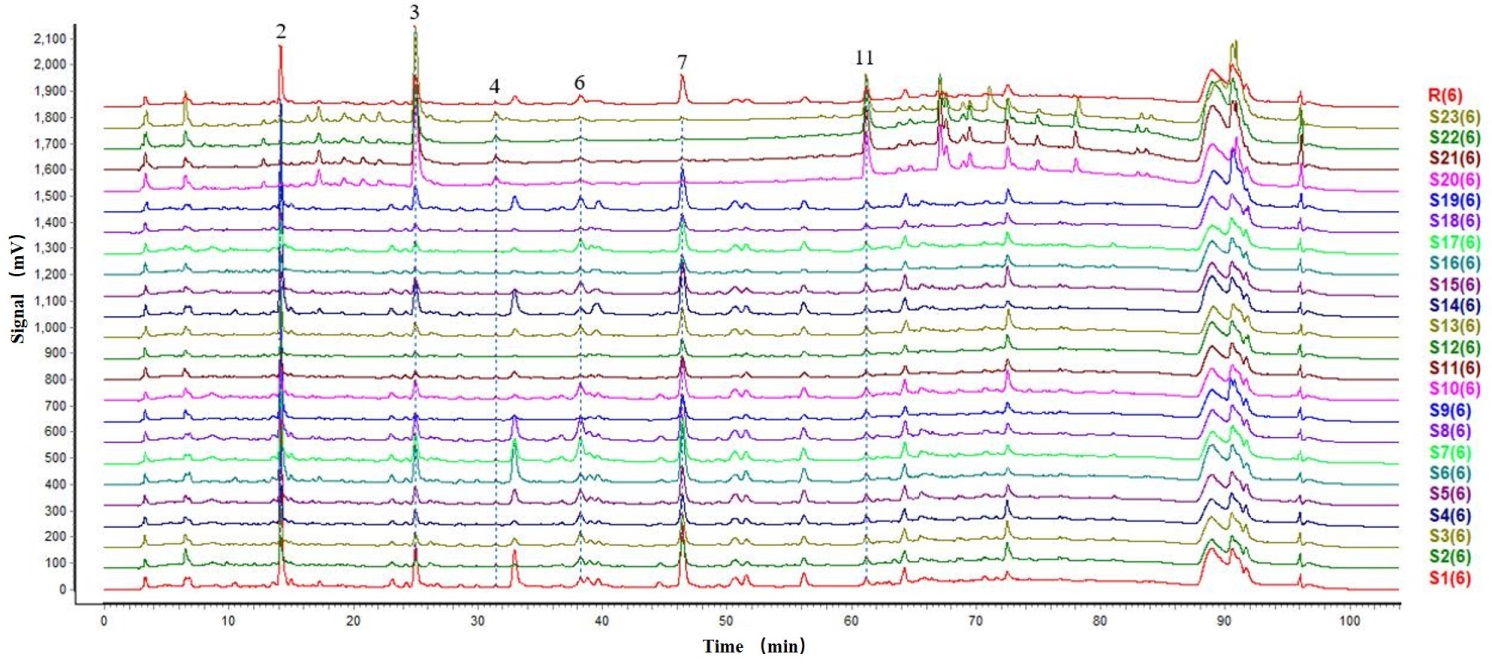 2 3 4 6 7 11
2,100
2,000
1,900
1,800
1,700
1,600
1,500
1,400
1,300
1,200
1,100
1,000
900
800
700
600
500
400
300
200
100
0
Signal (mV)
R(6)
S23(6)
S22(6)
S21(6)
S20(6)
S19(6)
S18(6)
S17(6)
S16(6)
S15(6)
S14(6)
S13(6)
S12(6)
S11(6)
S10(6)
S9(6)
S8(6)
S7(6)
S6(6)
S5(6)
S4(6)
S3(6)
S2(6)
S1(6)
0 10 20 30 40 50 60 70 80 90 100
Time (min)